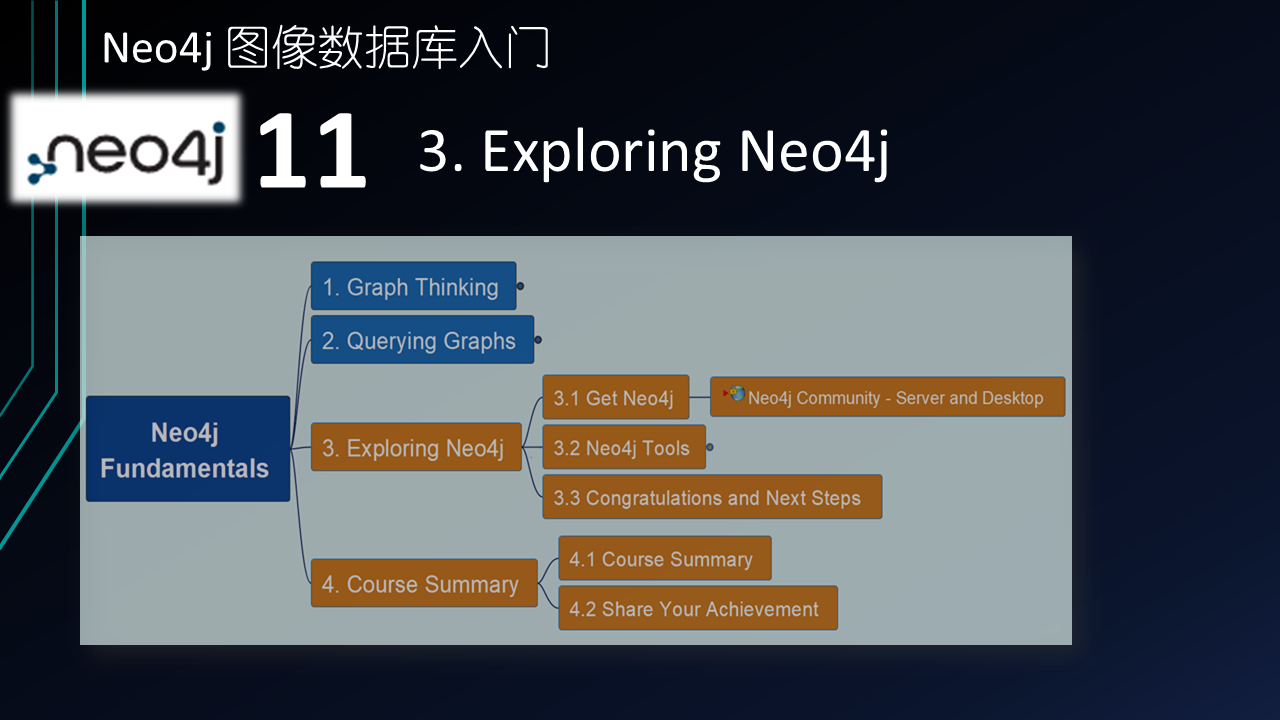 Neo4j 图像数据库入门
neo4j
11
3. Exploring Neo4j
1. Graph Thinking
2. Querying Graphs
3.1 Get Neo4j
Neo4j Community - Server and Desktop
Neo4j
Fundamentals
3. Exploring Neo4j
3.2 Neo4j Tools
3.3 Congratulations and Next Steps
4. Course Summary
4.1 Course Summary
4.2 Share Your Achievement